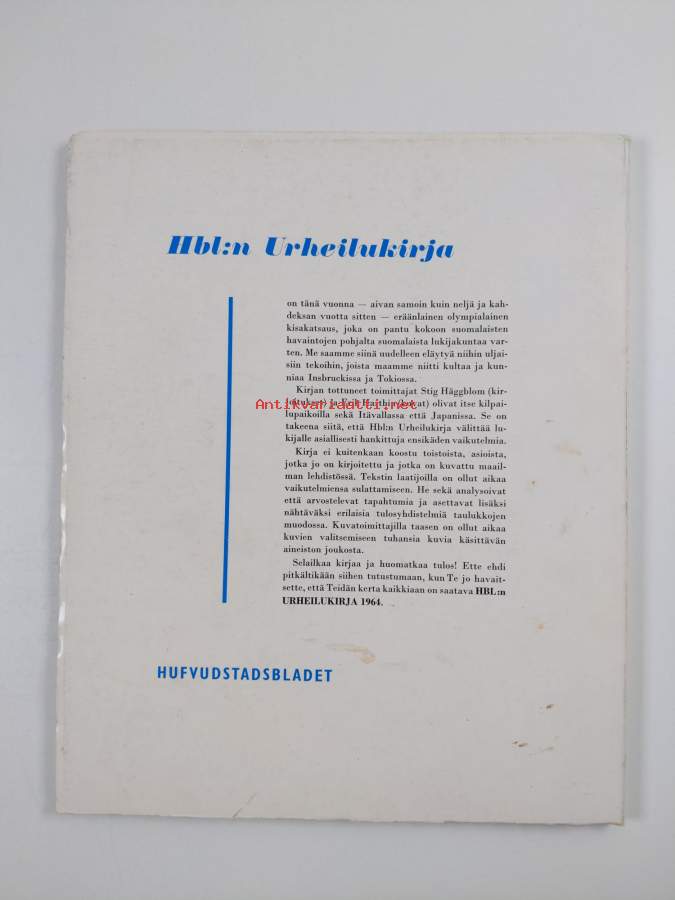 Hbl:n Urheilukirja
on tänä vuonna — aivan samoin kuin neljä ja kah-
deksan vuotta sitten — eräänlainen olympialainen
kisakatsaus, joka on pantu kokoon suomalaisten
havaintojen pohjalta suomalaista lukijakuntaa var-
ten. Me saamme siinä uudelleen eläytyä niihin uljai-
siin tekoihin, joista maamme niitti kultaa ja kun-
niaa Insbruckissa ja Tokiossa.
Kirjan tottuneet toimittajat Stig Häggblom (kir-
ja (kuvat) olivat itse kilpai-
Antikvariaatti.net
lupaikoilla sekä Itävallassa että Japanissa. Se on
takeena siitä, että Hbl:n Urheilukirja välittää lu-
kijalle asiallisesti hankittuja ensikäden vaikutelmia.
Kirja ei kuitenkaan koostu toistoista, asioista,
jotka jo on kirjoitettu ja jotka on kuvattu maail-
man lehdistössä. Tekstin laatijoilla on ollut aikaa
vaikutelmiensa sulattamiseen. He sekä analysoivat
että arvostelevat tapahtumia ja asettavat lisäksi
nähtäväksi erilaisia tulosyhdistelmiä taulukkojen
muodossa. Kuvatoimittajilla taasen on ollut aikaa
kuvien valitsemiseen tuhansia kuvia käsittävän
aineiston joukosta.
Selailkaa kirjaa ja huomatkaa tulos! Ette ehdi
pitkältikään siihen tutustumaan, kun Te jo havait-
sette, että Teidän kerta kaikkiaan on saatava HBL:n
URHEILUKIRJA 1964.
HUFVUDSTADSBLADET